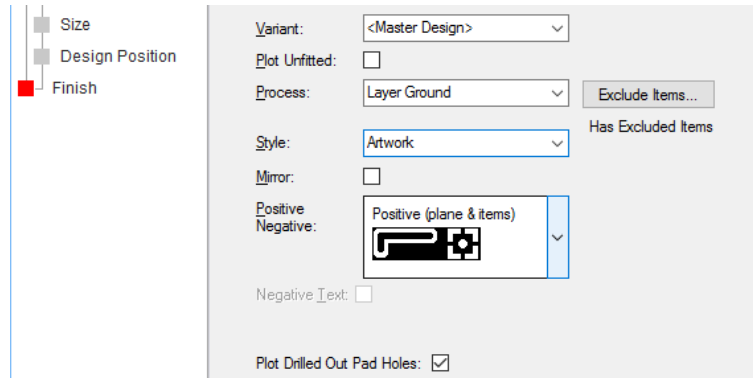 Size
Design Position
Finish
Variant:
<Master Design>
Plot Unfitted:
Process:
Layer Ground
Exclude Items...
Has Excluded Items
Style:
Artwork
Mirror:
Positive
Negative:
Positive (plane & items)
Negative Text:
Plot Drilled Out Pad Holes: